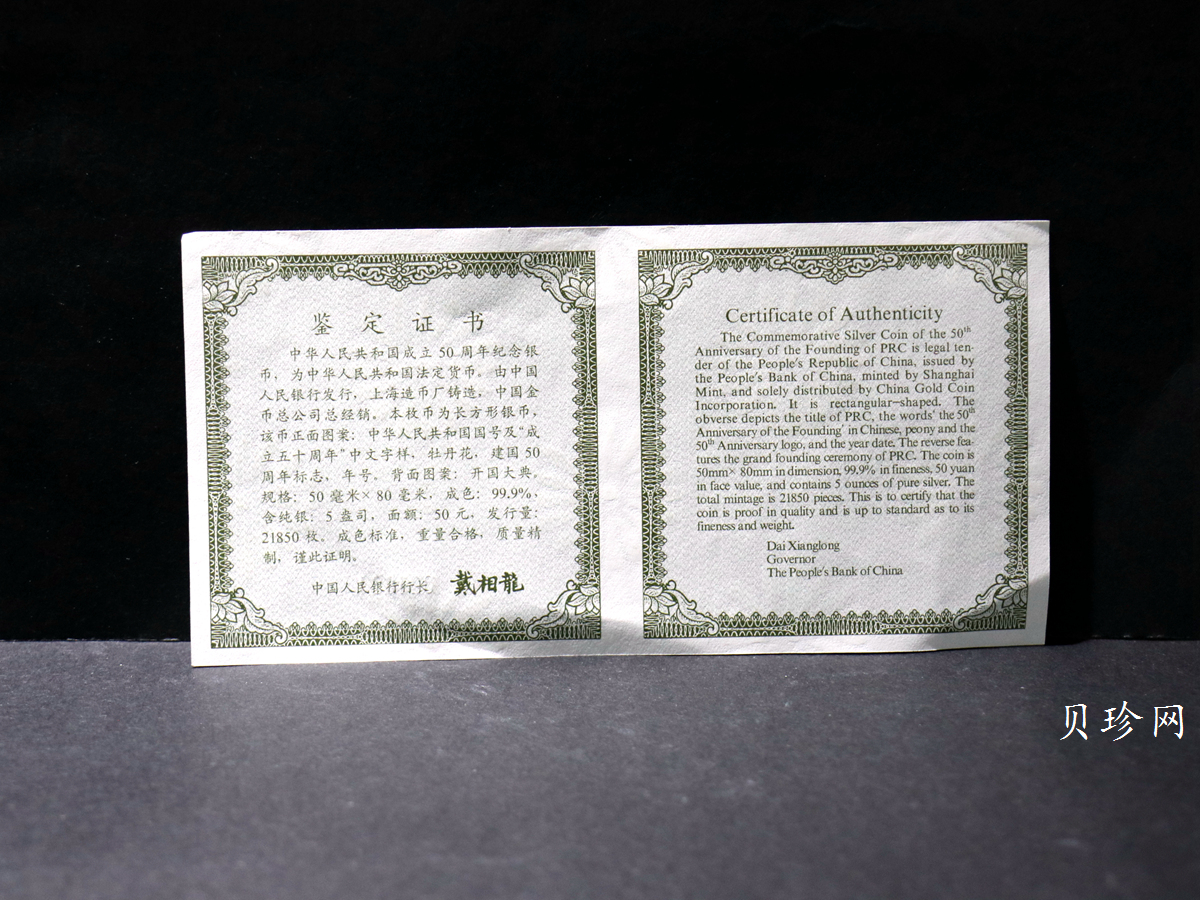 鉴定证书
中华人民共和国成立50周年纪念银
币，为中华人民共和国法定货币。由中国
人民银行发行，上海造币厂铸造，中国金
币总公司总经销。本枚币为长方形银币，
该币正面图案：中华人民共和国国号及“成
立五十周年”中文字样，牡丹花，建国50
周年标志，年号。背面图案：开国大典。
规格：50毫米×80毫米，成色：99.9%，
含纯银：5盎司，面额：50元，发行量：
21850枚。成色标准，重量合格，质量精
制，谨此证明。
中国人民银行行长 戴相龍
Certificate of Authenticity
The Commemorative Silver Coin of the 50th
Anniversary of the Founding of PRC is legal ten-
der of the People's Republic of China, issued by
the People's Bank of China, minted by Shanghai
Mint, and solely distributed by China Gold Coin
Incorporation. It is rectangular-shaped. The
obverse depicts the title of PRC, the words' the 50th
Anniversary of the Founding' in Chinese, peony and the
50th Anniversary logo, and the year date. The reverse fea-
tures the grand founding ceremony of PRC. The coin is
50mm×80mm in dimension, 99.9% in fineness, 50 yuan
in face value, and contains 5 ounces of pure silver. The
total mintage is 21850 pieces. This is to certify that the
coin is proof in quality and is up to standard as to its
fineness and weight.
Dai Xianglong
Governor
The People's Bank of China
贝珍网